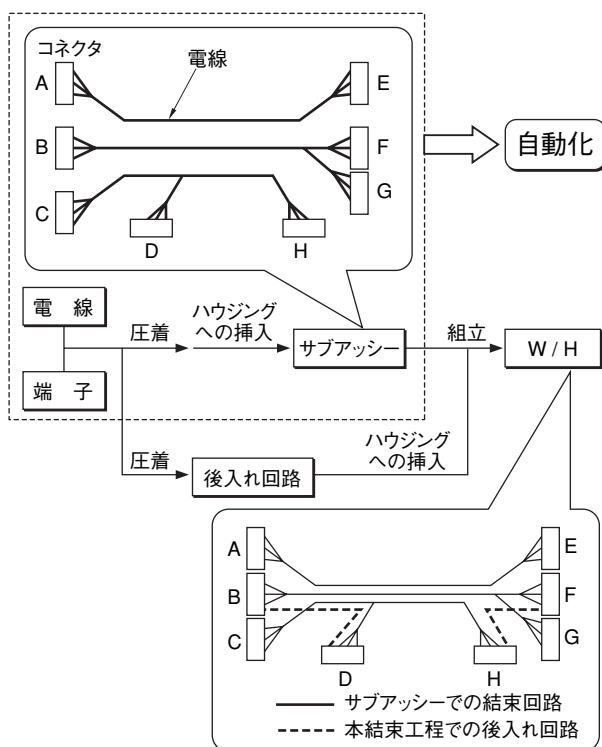 コネクタ
電線
A
E
B
F
C
G
D
H
自動化
電 線
端 子
圧着
ハウジング
への挿入
サブアッシー
組立
W / H
圧着
後入れ回路
ハウジング
への挿入
A
E
B
F
C
G
D
H
サブアッシーでの結束回路
本結束工程での後入れ回路